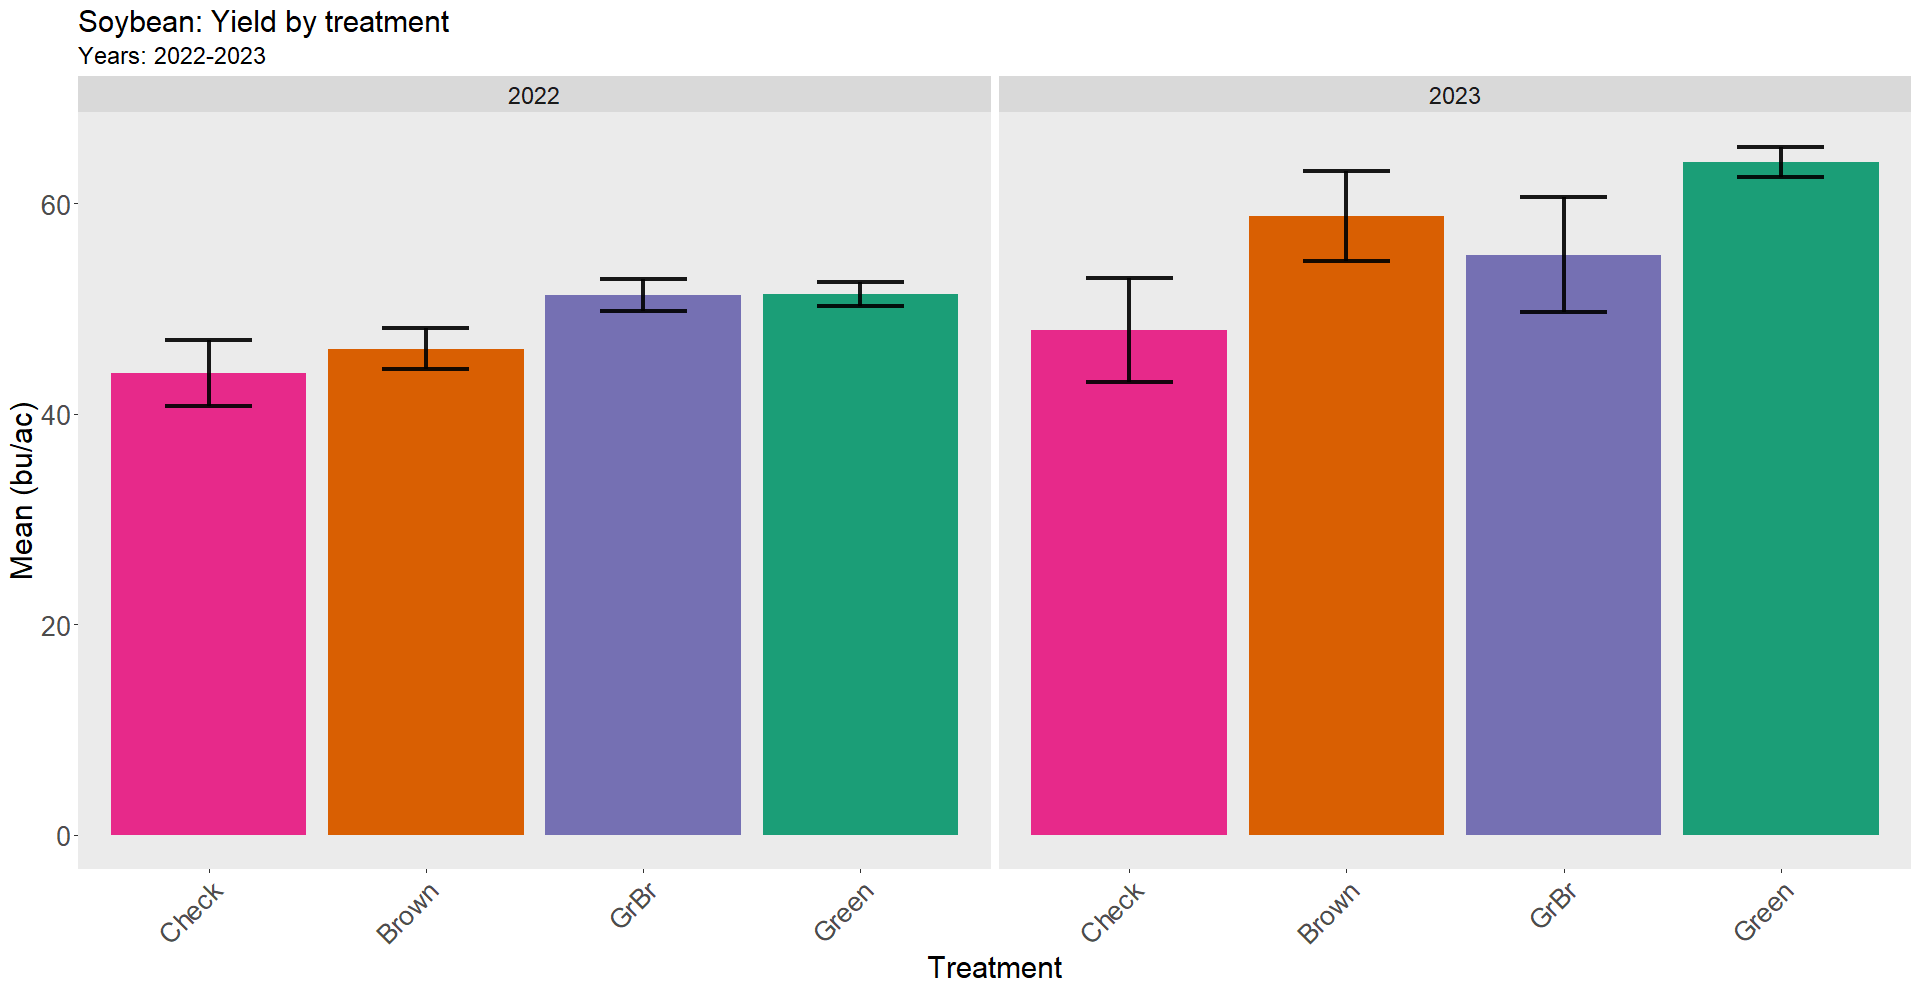 Soybean: Yield by treatment
Years: 2022-2023
2022
2023
Mean (bu/ac)
60
40
20
0
Check
Brown
GrBr
Green
Check
Brown
GrBr
Green
Treatment